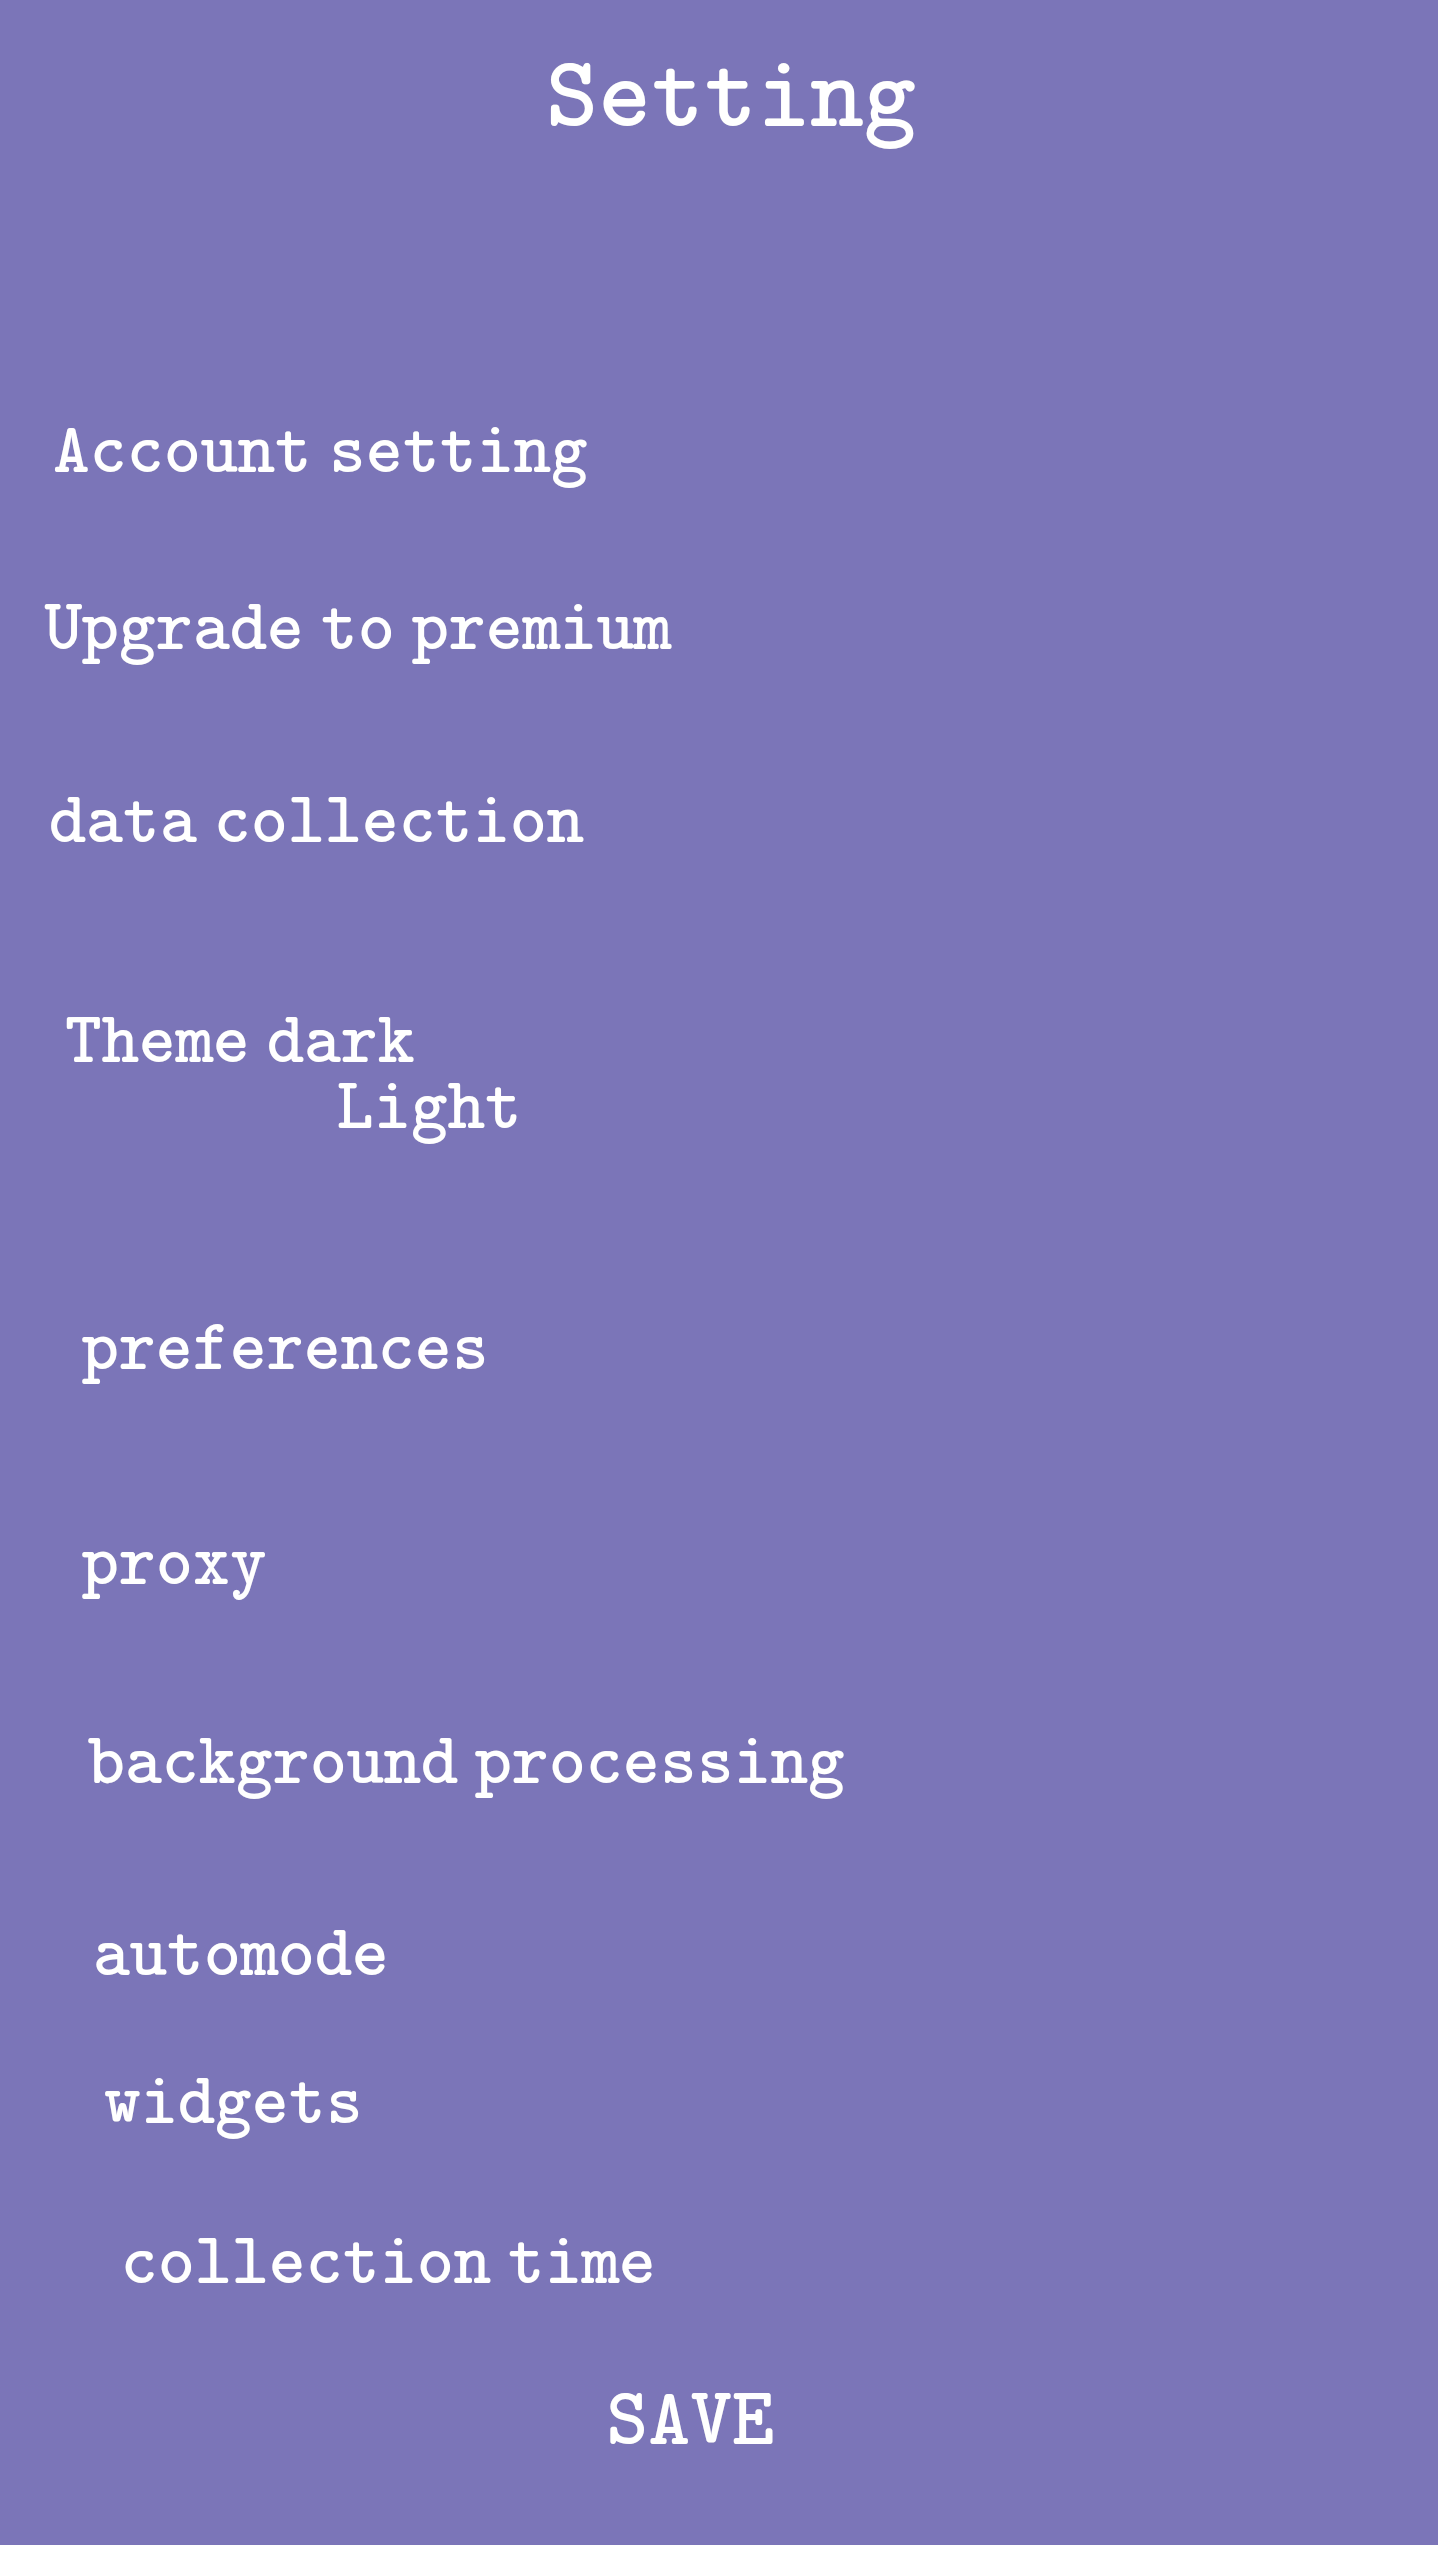 Setting
Account setting
Upgrade to premium
data collection
Theme dark
Light
preferences
proxy
background processing
automode
widgets
collection time
SAVE